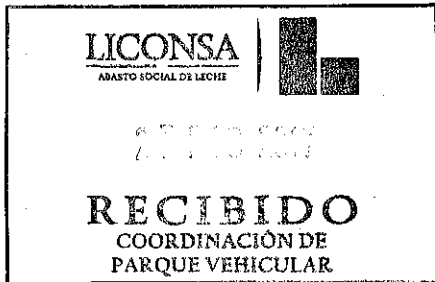 LICONSA
ABASTO SOCIAL DE LECHE
RECIBIDO
COORDINACIÓN DE
PARQUE VEHICULAR